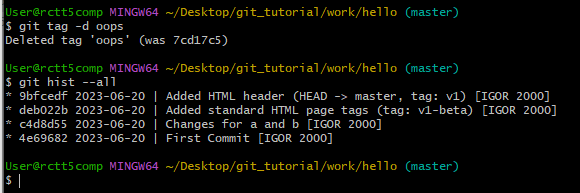 User@rctt5comp MINGW64 ~/Desktop/git_tutorial/work/hello (master)
$ git tag -d oops
Deleted tag 'oops' (was 7cd17c5)
User@rctt5comp MINGW64 ~/Desktop/git_tutorial/work/hello (master)
$ git hist --all
* 9bfcedf 2023-06-20 | Added HTML header (HEAD -> master, tag: v1) [IGOR 2000]
* deb022b 2023-06-20 | Added standard HTML page tags (tag: v1-beta) [IGOR 2000]
* c4d8d55 2023-06-20 | Changes for a and b [IGOR 2000]
* 4e69682 2023-06-20 | First Commit [IGOR 2000]
User@rctt5comp MINGW64 ~/Desktop/git_tutorial/work/hello (master)
$